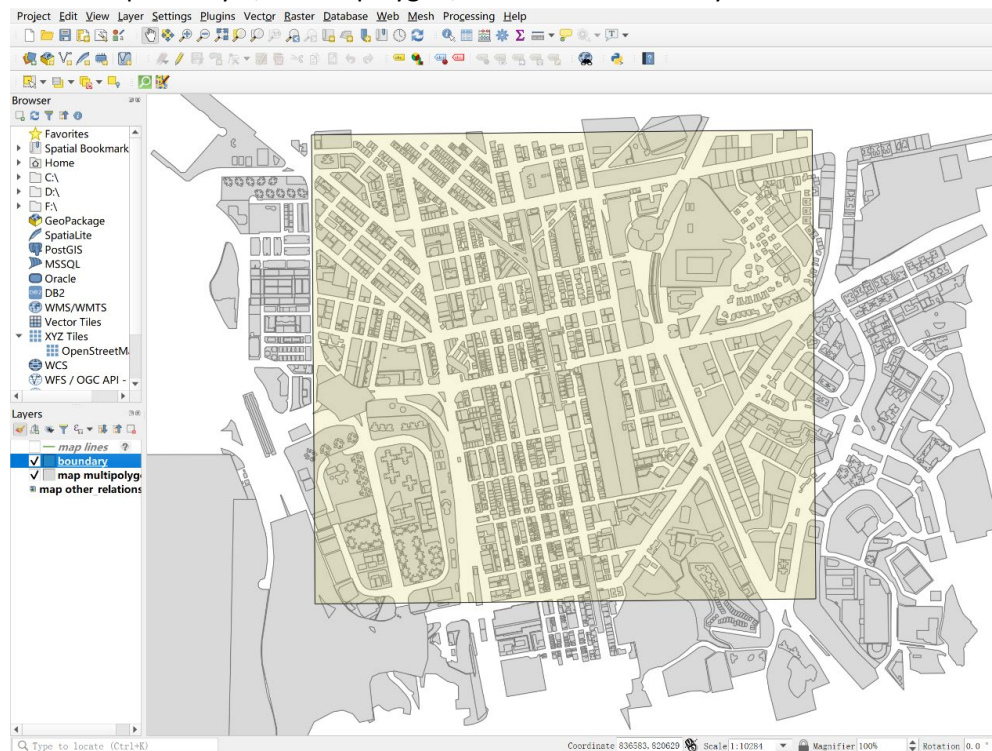 Project Edit View Layer Settings Plugins Vector Raster Database Web Mesh Processing Help
Browser
Favorites
Spatial Bookmark
Home
C:\
D:\
F:\
GeoPackage
SpatiaLite
PostGIS
MSSQL
Oracle
DB2
WMS/WMTS
Vector Tiles
XYZ Tiles
OpenStreetM
WCS
WFS / OGC API -
Layers
map lines ?
boundary
map multipolyg
map other_relations
Type to locate (Ctrl+K)
Coordinate 836583,820629 Scale 1:10284 Magnifier 100% Rotation 0.0 °